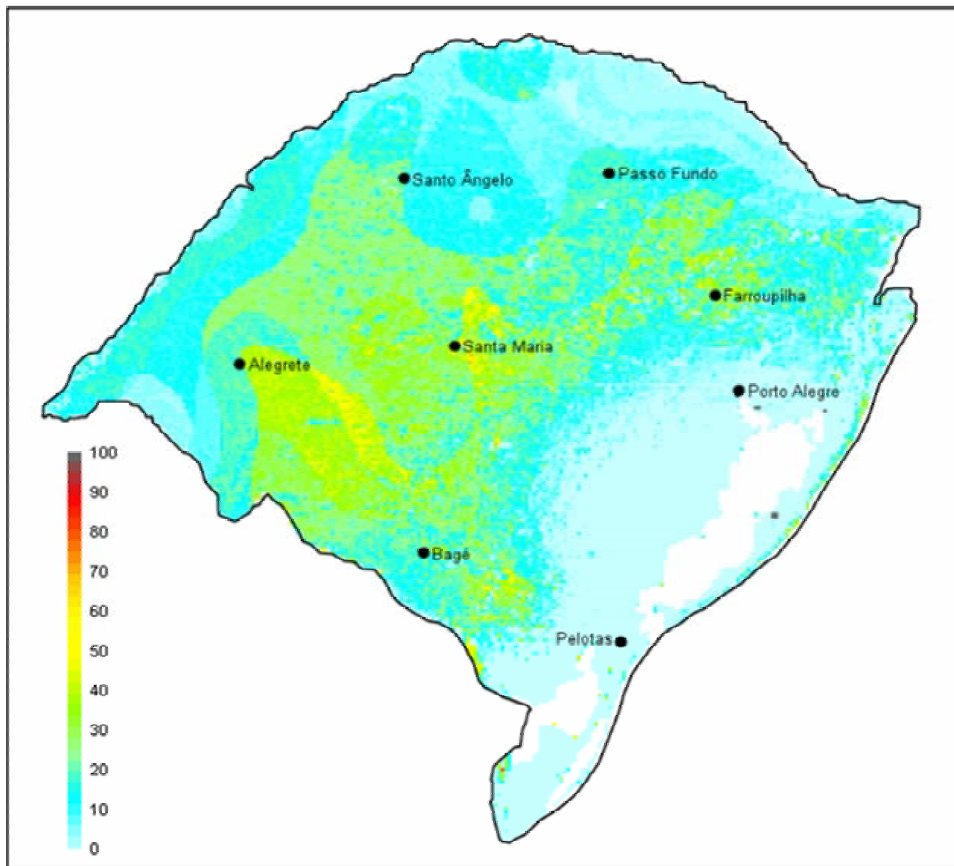 Santo Ângelo
Passo Fundo
Farroupilha
Santa Maria
Alegrete
Porto Alegre
Bagé
Pelotas
100
90
80
70
60
50
40
30
20
10
0